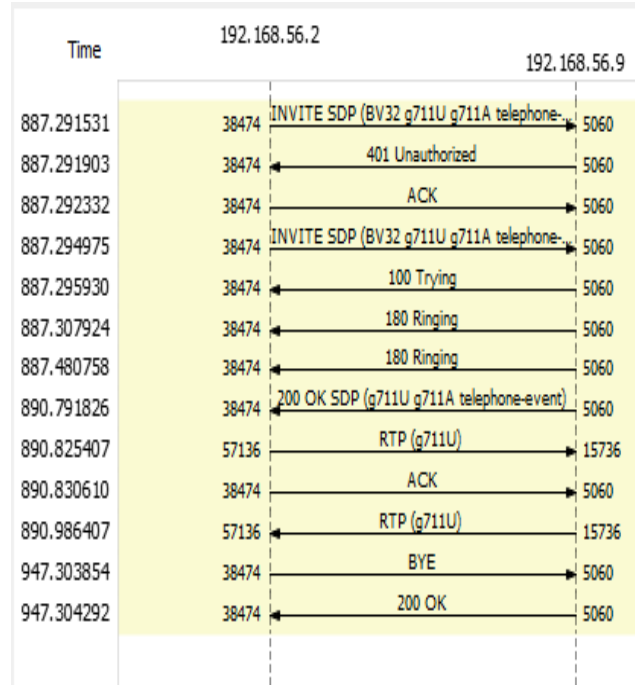 192.168.56.2
Time
192.168.56.9
887.291531 38474 INVITE SDP (BV32 g711U g711A telephone-... 5060
887.291903 38474 401 Unauthorized 5060
887.292332 38474 ACK 5060
887.294975 38474 INVITE SDP (BV32 g711U g711A telephone-... 5060
887.295930 38474 100 Trying 5060
887.307924 38474 180 Ringing 5060
887.480758 38474 180 Ringing 5060
890.791826 38474 200 OK SDP (g711U g711A telephone-event) 5060
890.825407 57136 RTP (g711U) 15736
890.830610 38474 ACK 5060
890.986407 57136 RTP (g711U) 15736
947.303854 38474 BYE 5060
947.304292 38474 200 OK 5060